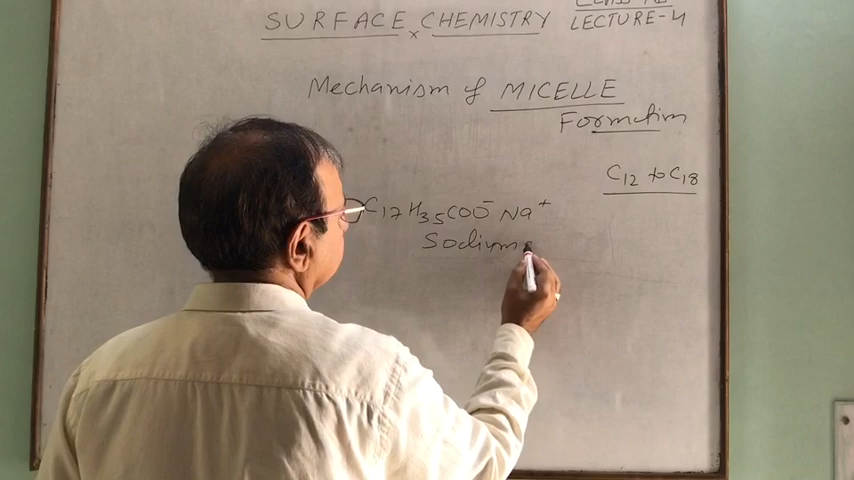 SURFACE CHEMISTRY
LECTURE-4
Mechanism of MICELLE
Formation
C12 to C18
C17H35COO⁻ Na⁺
Sodium